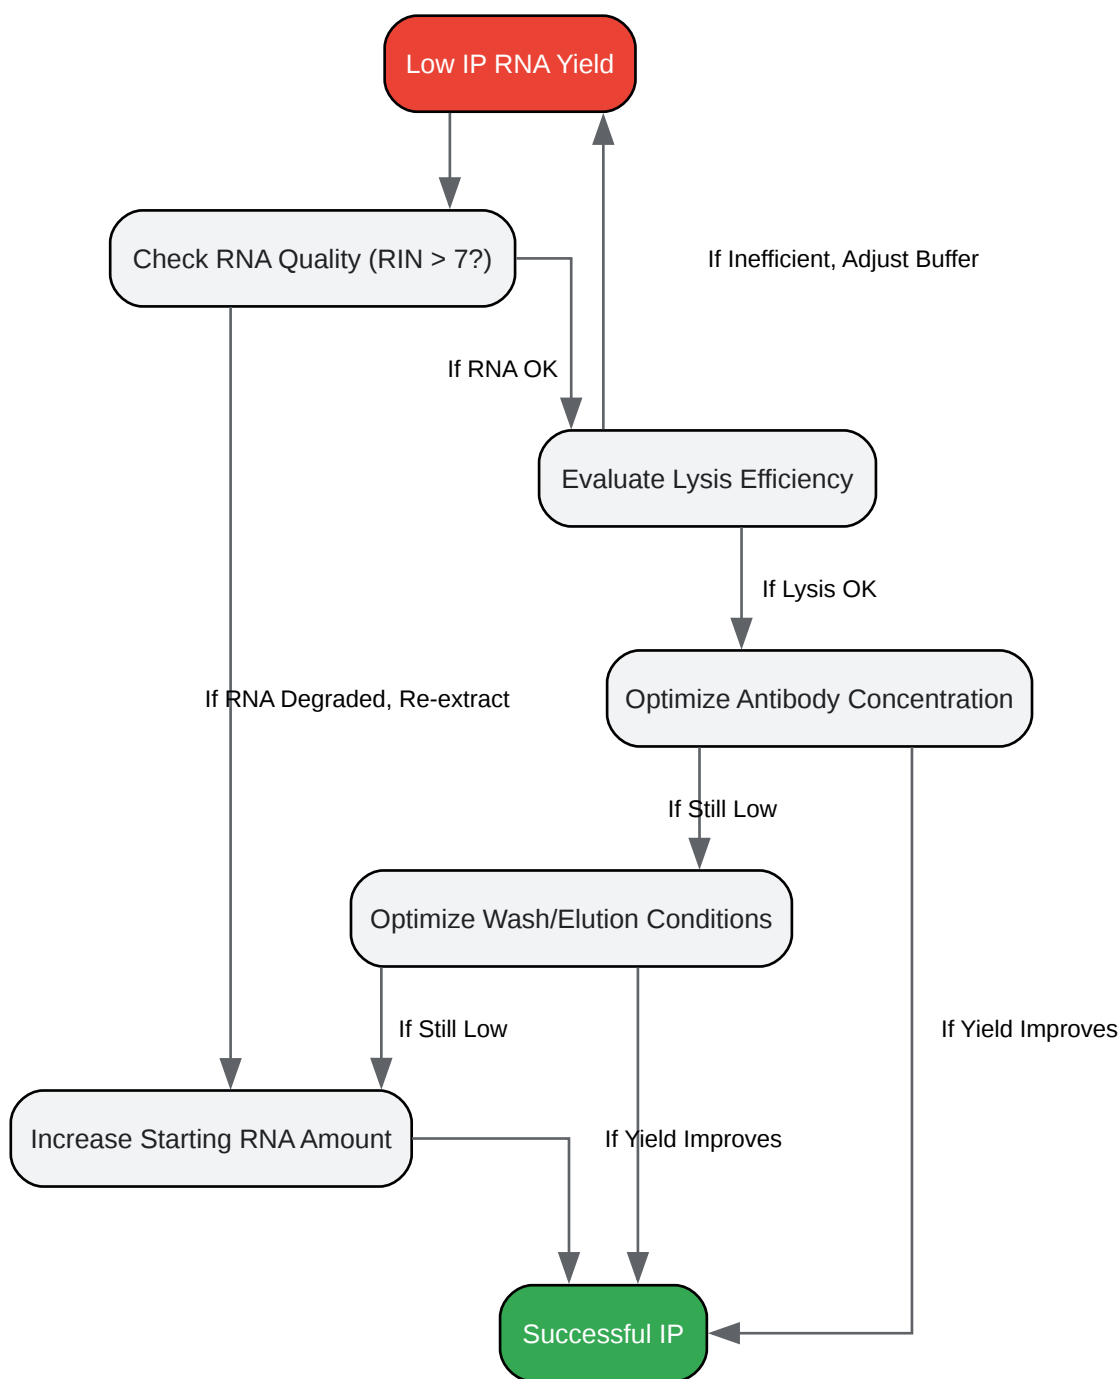 Low IP RNA Yield
Check RNA Quality (RIN > 7?)
If Inefficient, Adjust Buffer
If RNA OK
Evaluate Lysis Efficiency
If Lysis OK
If RNA Degraded, Re-extract
Optimize Antibody Concentration
If Still Low
Optimize Wash/Elution Conditions
If Still Low
If Yield Improves
Increase Starting RNA Amount
If Yield Improves
Successful IP